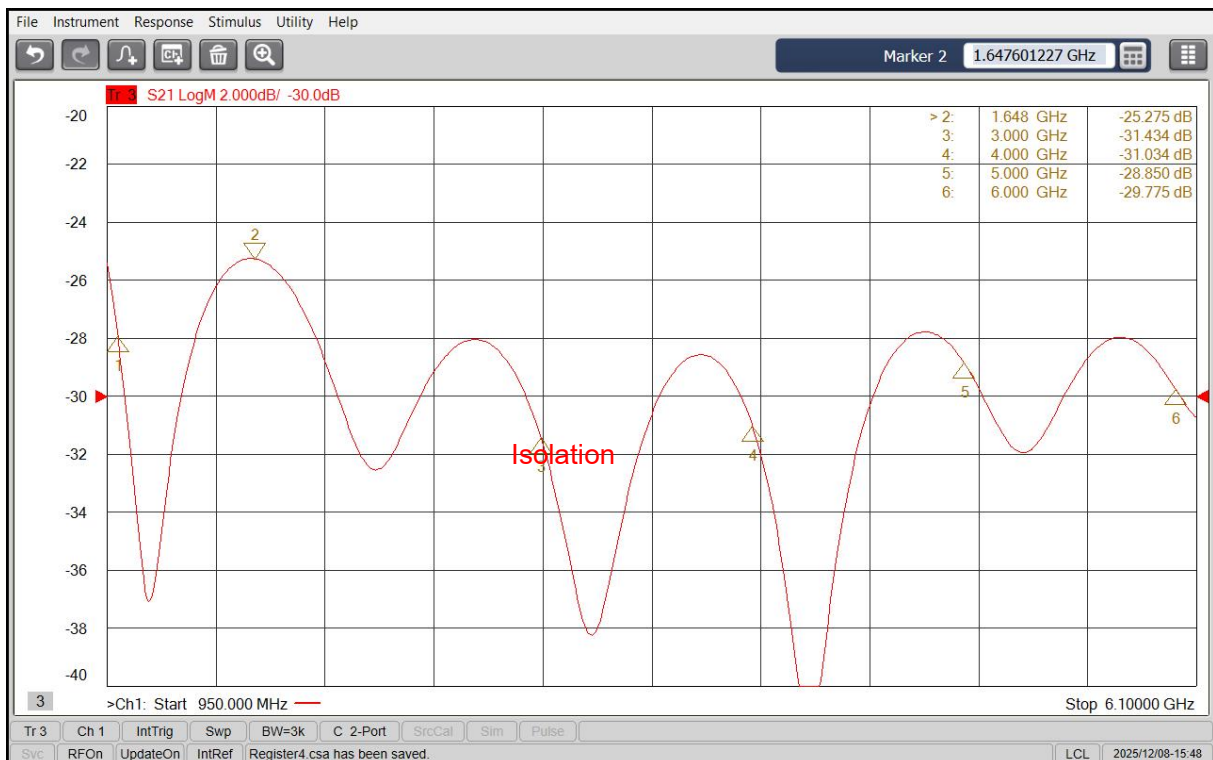 File Instrument Response Stimulus Utility Help
Marker 2 1.647601227 GHz
Tr 3 S21 LogM 2.000dB/ -30.0dB
-20
-22
-24
-26
-28
-30
-32
-34
-36
-38
-40
> 2: 1.648 GHz -25.275 dB
3: 3.000 GHz -31.434 dB
4: 4.000 GHz -31.034 dB
5: 5.000 GHz -28.850 dB
6: 6.000 GHz -29.775 dB
2
1
Isolation
3
4
5
6
3 >Ch1: Start 950.000 MHz Stop 6.10000 GHz
Tr 3 Ch 1 IntTrig Swp BW=3k C 2-Port SrcCal Sim Pulse
Svc RFOn UpdateOn IntRef Register4.csa has been saved. LCL 2025/12/08-15:48